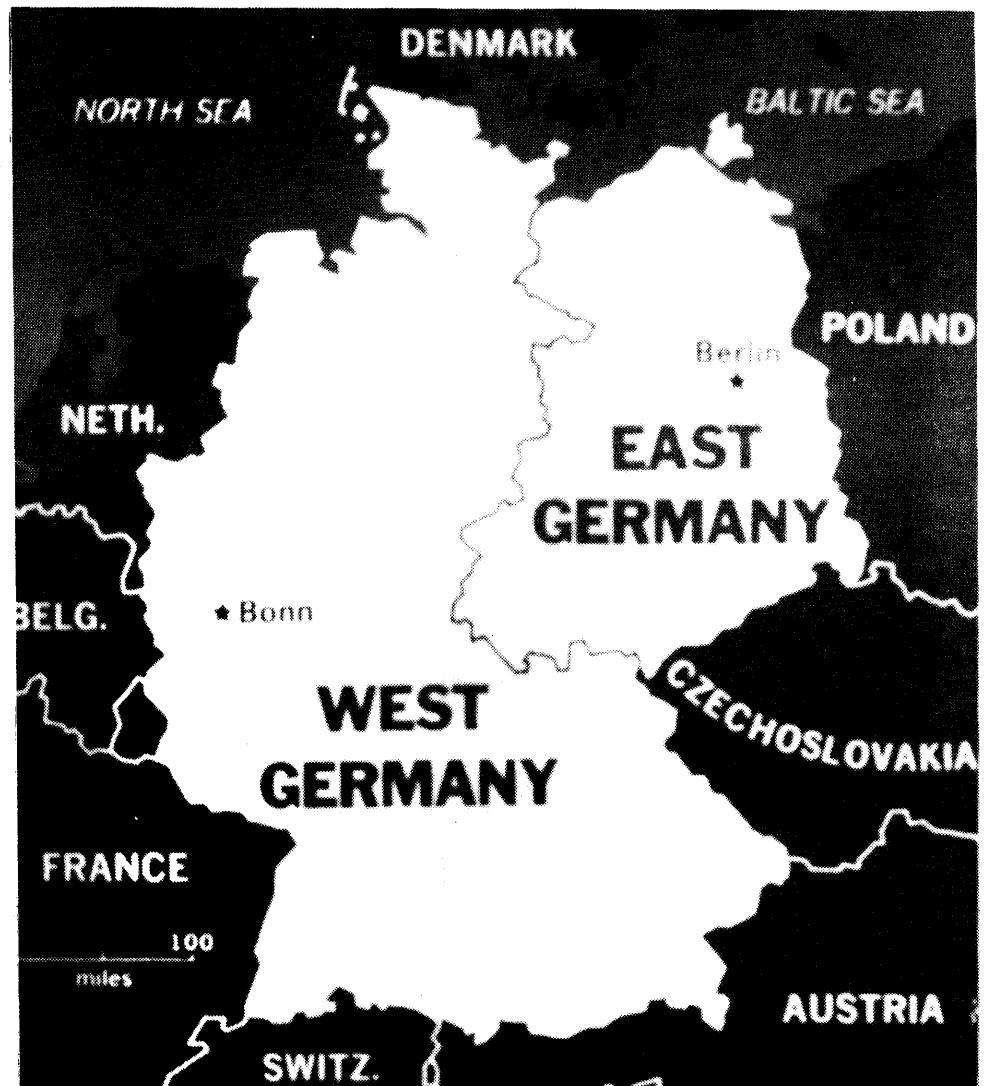 DENMARK
NORTH SEA
BALTIC SEA
POLAND
Berlin
NETH.
EAST
GERMANY
BELG.
Bonn
WEST
GERMANY
CZECHOSLOVAKIA
FRANCE
100
miles
AUSTRIA
SWITZ.